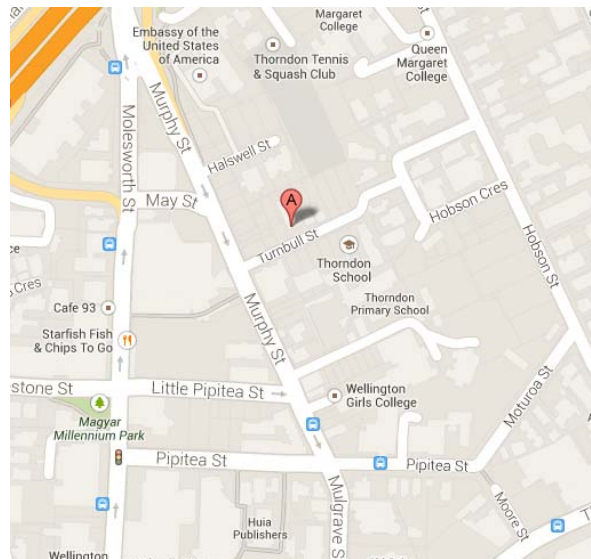 Margaret
College
Embassy of the
United States
of America
Thorndon Tennis
& Squash Club
Queen
Margaret
College
Molesworth St
Murphy St
Halswell St
May St
A
Turnbull St
Hobson Cres
Hobson St
Thorndon
School
Thorndon
Primary School
Cres
Cafe 93
Starfish Fish
& Chips To Go
Murphy St
stone St
Little Pipitea St
Wellington
Girls College
Magyar
Millennium Park
Moturoa St
Pipitea St
Pipitea St
Mulgrave St
Moore St
Huia
Publishers
Wellington